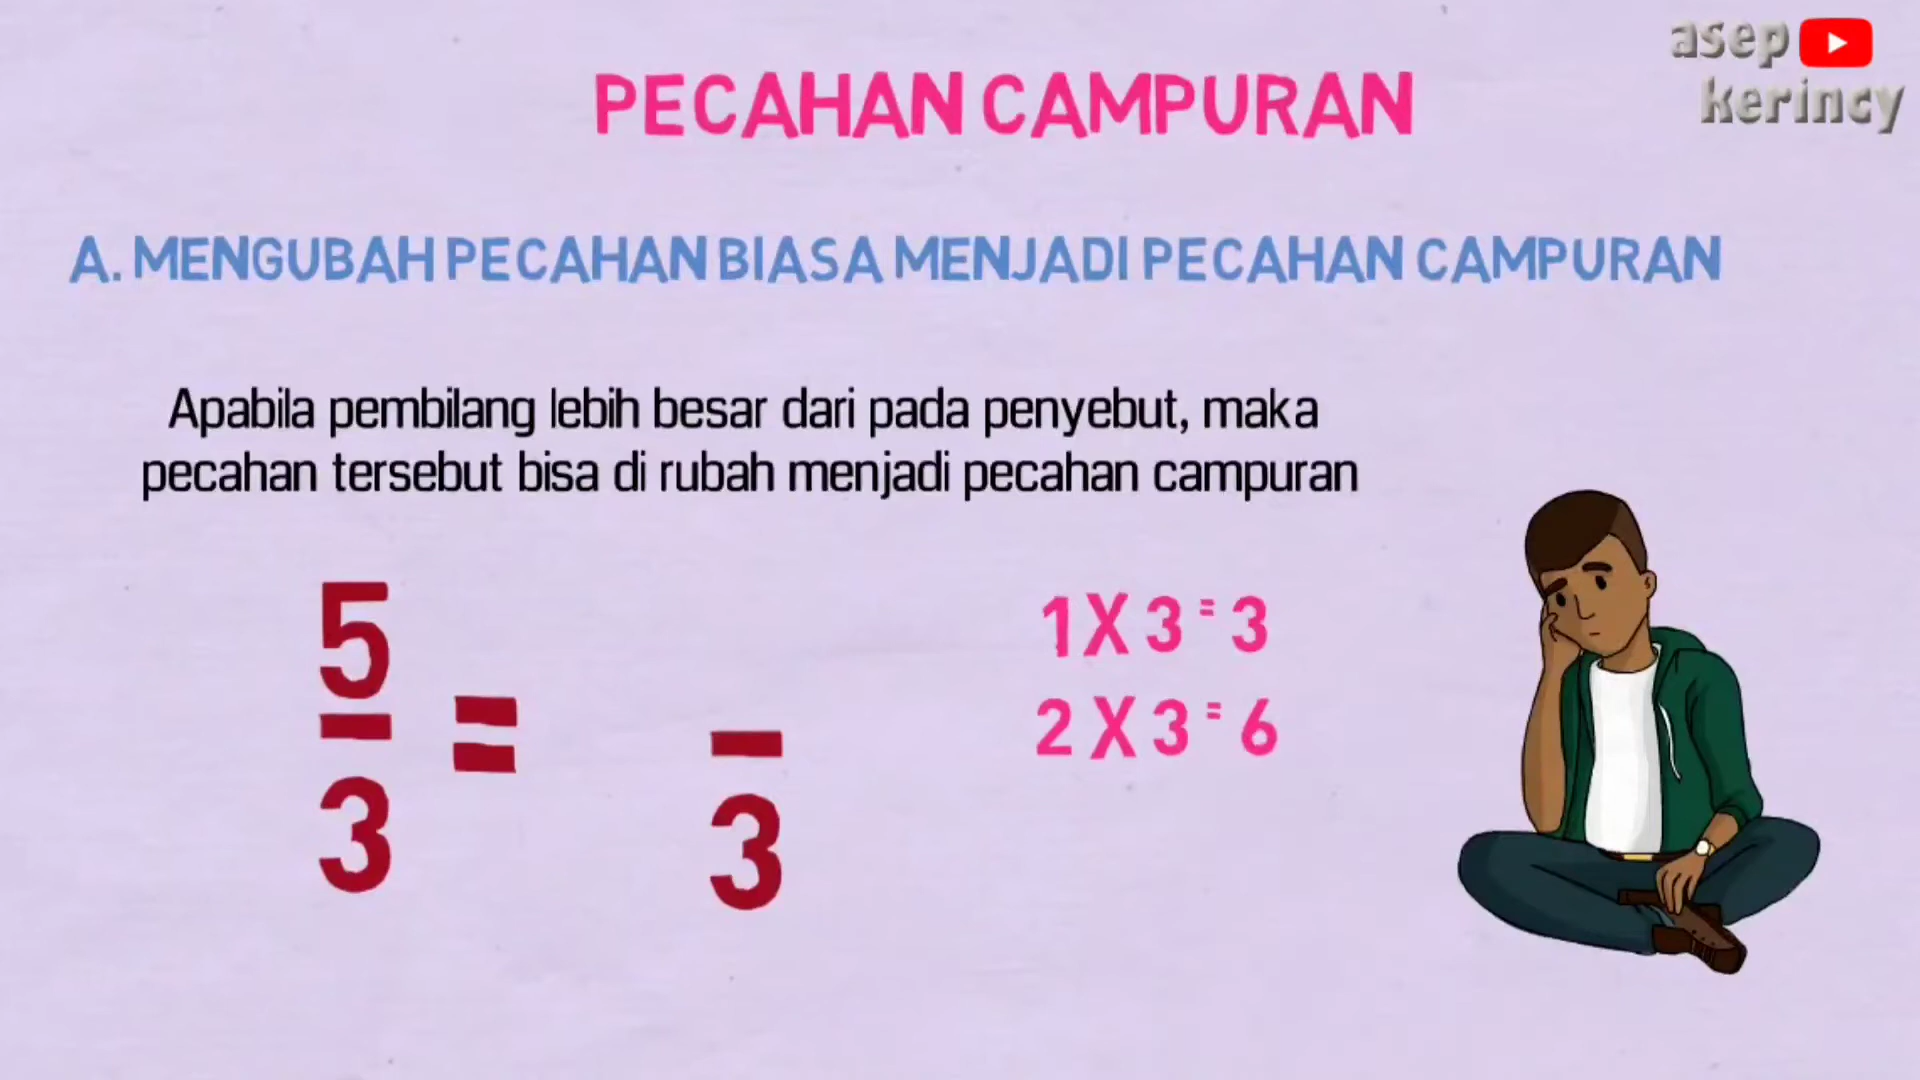 asep
kerincy
PECAHAN CAMPURAN
A. MENGUBAH PECAHAN BIASA MENJADI PECAHAN CAMPURAN
Apabila pembilang lebih besar dari pada penyebut, maka
pecahan tersebut bisa di rubah menjadi pecahan campuran
5
3
=
3
1 X 3 = 3
2 X 3 = 6